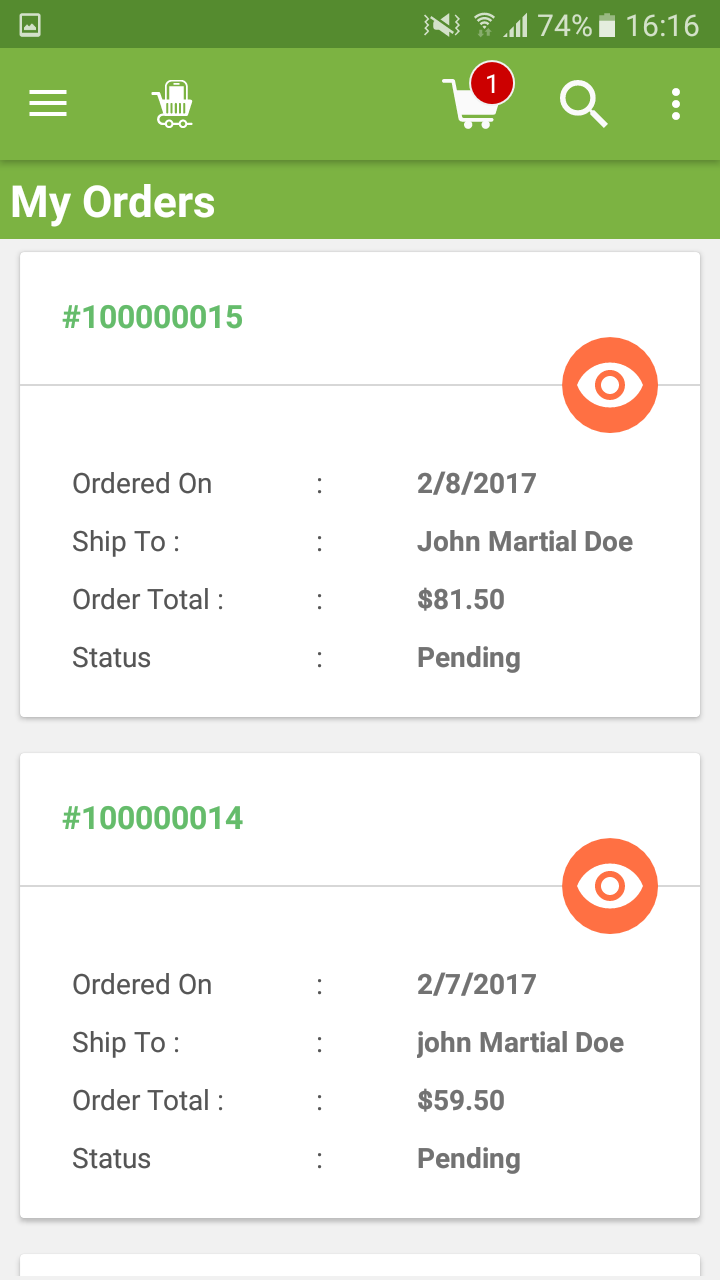 74% 16:16
1
My Orders
#100000015
Ordered On : 2/8/2017
Ship To : : John Martial Doe
Order Total : : $81.50
Status : Pending
#100000014
Ordered On : 2/7/2017
Ship To : : john Martial Doe
Order Total : : $59.50
Status : Pending